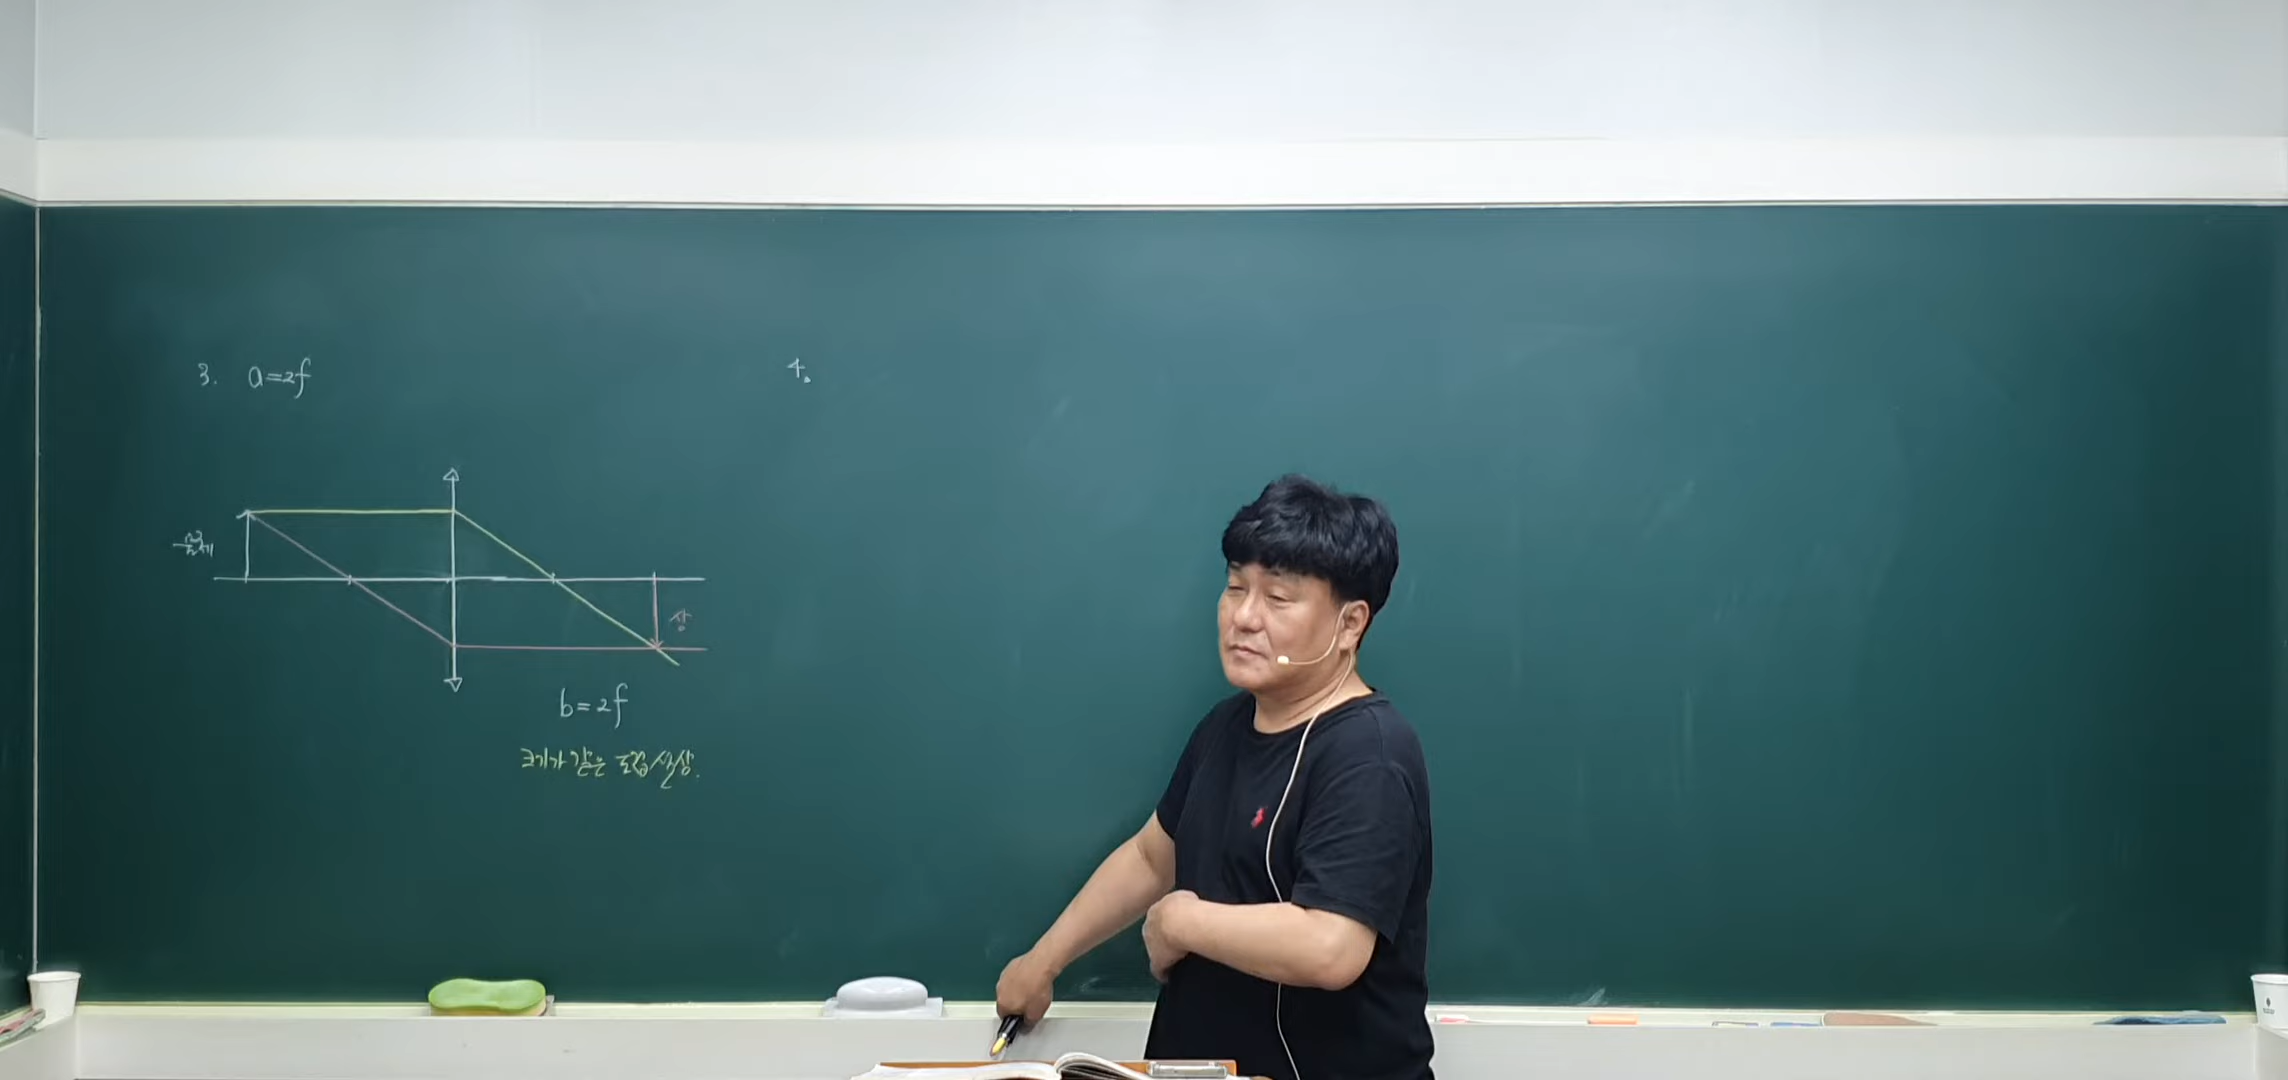 3. a=2f
4.
물체
상
b=2f
크기가 같은 도립실상.